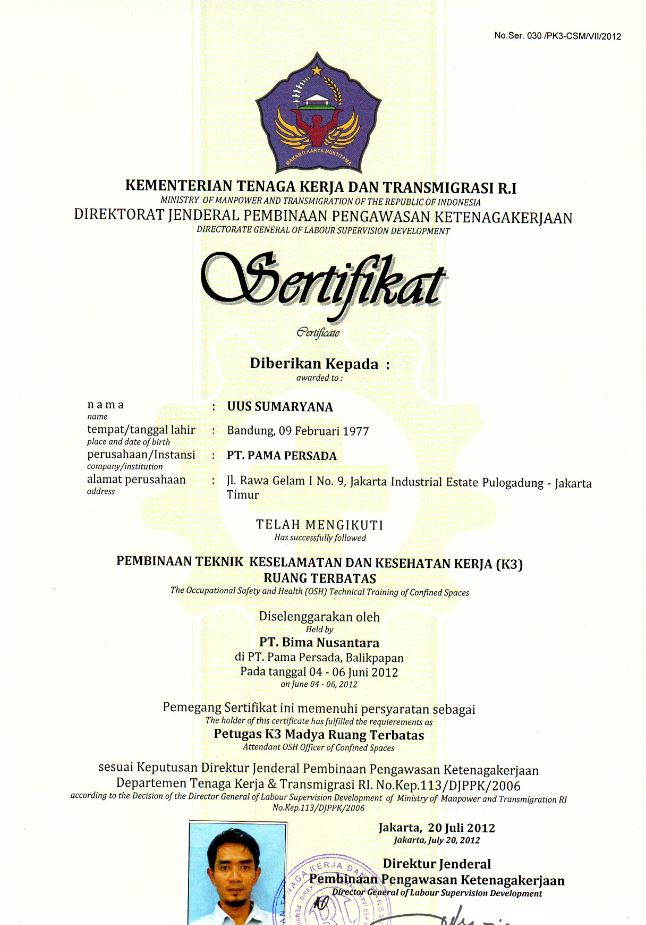 No.Ser. 030 /PK3-CSM/VII/2012
MAKARTI KARYA MUKTITAMA
KEMENTERIAN TENAGA KERJA DAN TRANSMIGRASI R.I
MINISTRY OF MANPOWER AND TRANSMIGRATION OF THE REPUBLIC OF INDONESIA
DIREKTORAT JENDERAL PEMBINAAN PENGAWASAN KETENAGAKERJAAN
DIRECTORATE GENERAL OF LABOUR SUPERVISION DEVELOPMENT
Sertifikat
Certificate
Diberikan Kepada :
awarded to :
n a m a : UUS SUMARYANA
name
tempat/tanggal lahir : Bandung, 09 Februari 1977
place and date of birth
perusahaan/Instansi : PT. PAMA PERSADA
company/institution
alamat perusahaan : Jl. Rawa Gelam I No. 9, Jakarta Industrial Estate Pulogadung - Jakarta
address
Timur
TELAH MENGIKUTI
Has successfully followed
PEMBINAAN TEKNIK KESELAMATAN DAN KESEHATAN KERJA (K3)
RUANG TERBATAS
The Occupational Safety and Health (OSH) Technical Training of Confined Spaces
Diselenggarakan oleh
Held by
PT. Bima Nusantara
di PT. Pama Persada, Balikpapan
Pada tanggal 04 - 06 Juni 2012
on June 04 - 06, 2012
Pemegang Sertifikat ini memenuhi persyaratan sebagai
The holder of this certificate has fulfilled the requierements as
Petugas K3 Madya Ruang Terbatas
Attendant OSH Officer of Confined Spaces
sesuai Keputusan Direktur Jenderal Pembinaan Pengawasan Ketenagakerjaan
Departemen Tenaga Kerja & Transmigrasi RI. No.Kep.113/DJPPK/2006
according to the Decision of the Director General of Labour Supervision Development of Ministry of Manpower and Transmigration RI
No.Kep.113/DJPPK/2006
Jakarta, 20 Juli 2012
Jakarta, July 20, 2012
Direktur Jenderal
Pembinaan Pengawasan Ketenagakerjaan
Director General of Labour Supervision Development
TENAGA KERJA DAN